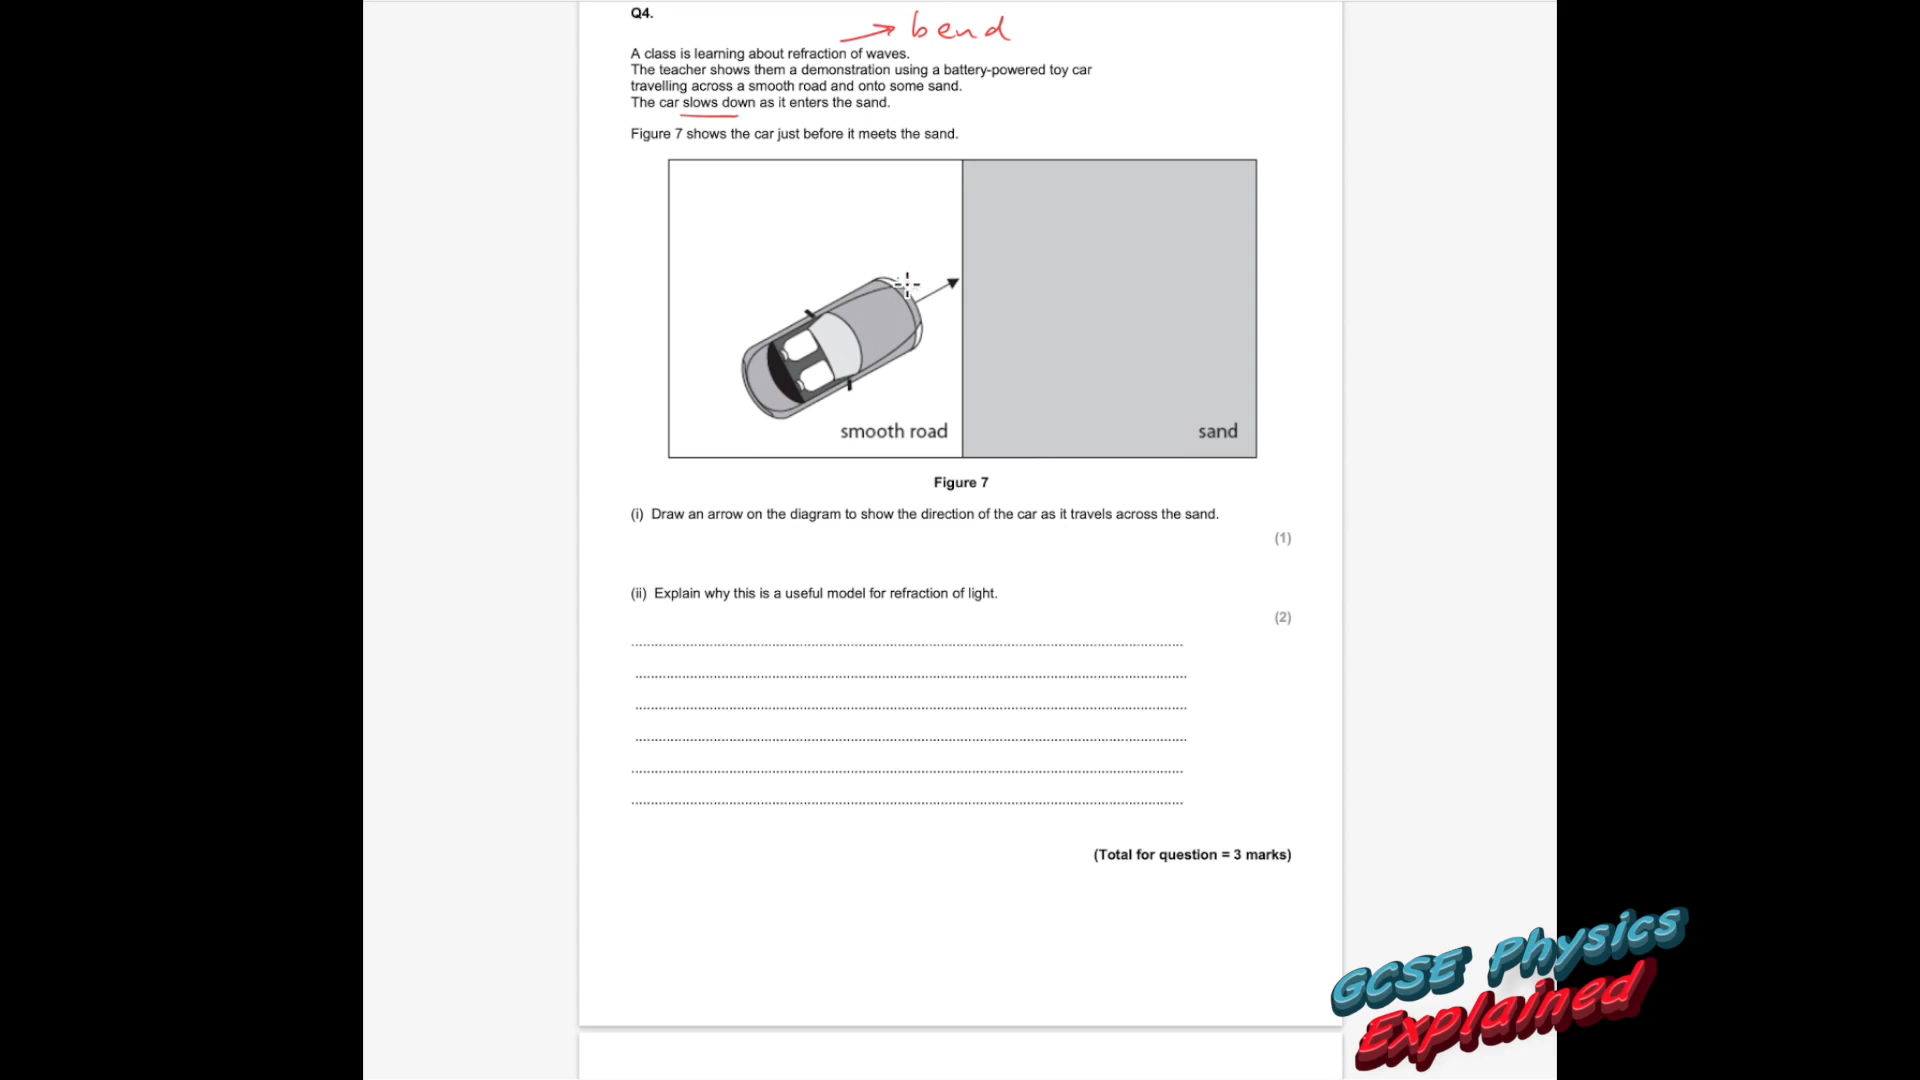 Q4.
→ bend
A class is learning about refraction of waves.
The teacher shows them a demonstration using a battery-powered toy car
travelling across a smooth road and onto some sand.
The car slows down as it enters the sand.
Figure 7 shows the car just before it meets the sand.
smooth road
sand
Figure 7
(i) Draw an arrow on the diagram to show the direction of the car as it travels across the sand.
(1)
(ii) Explain why this is a useful model for refraction of light.
(2)
(Total for question = 3 marks)
GCSE Physics
Explained